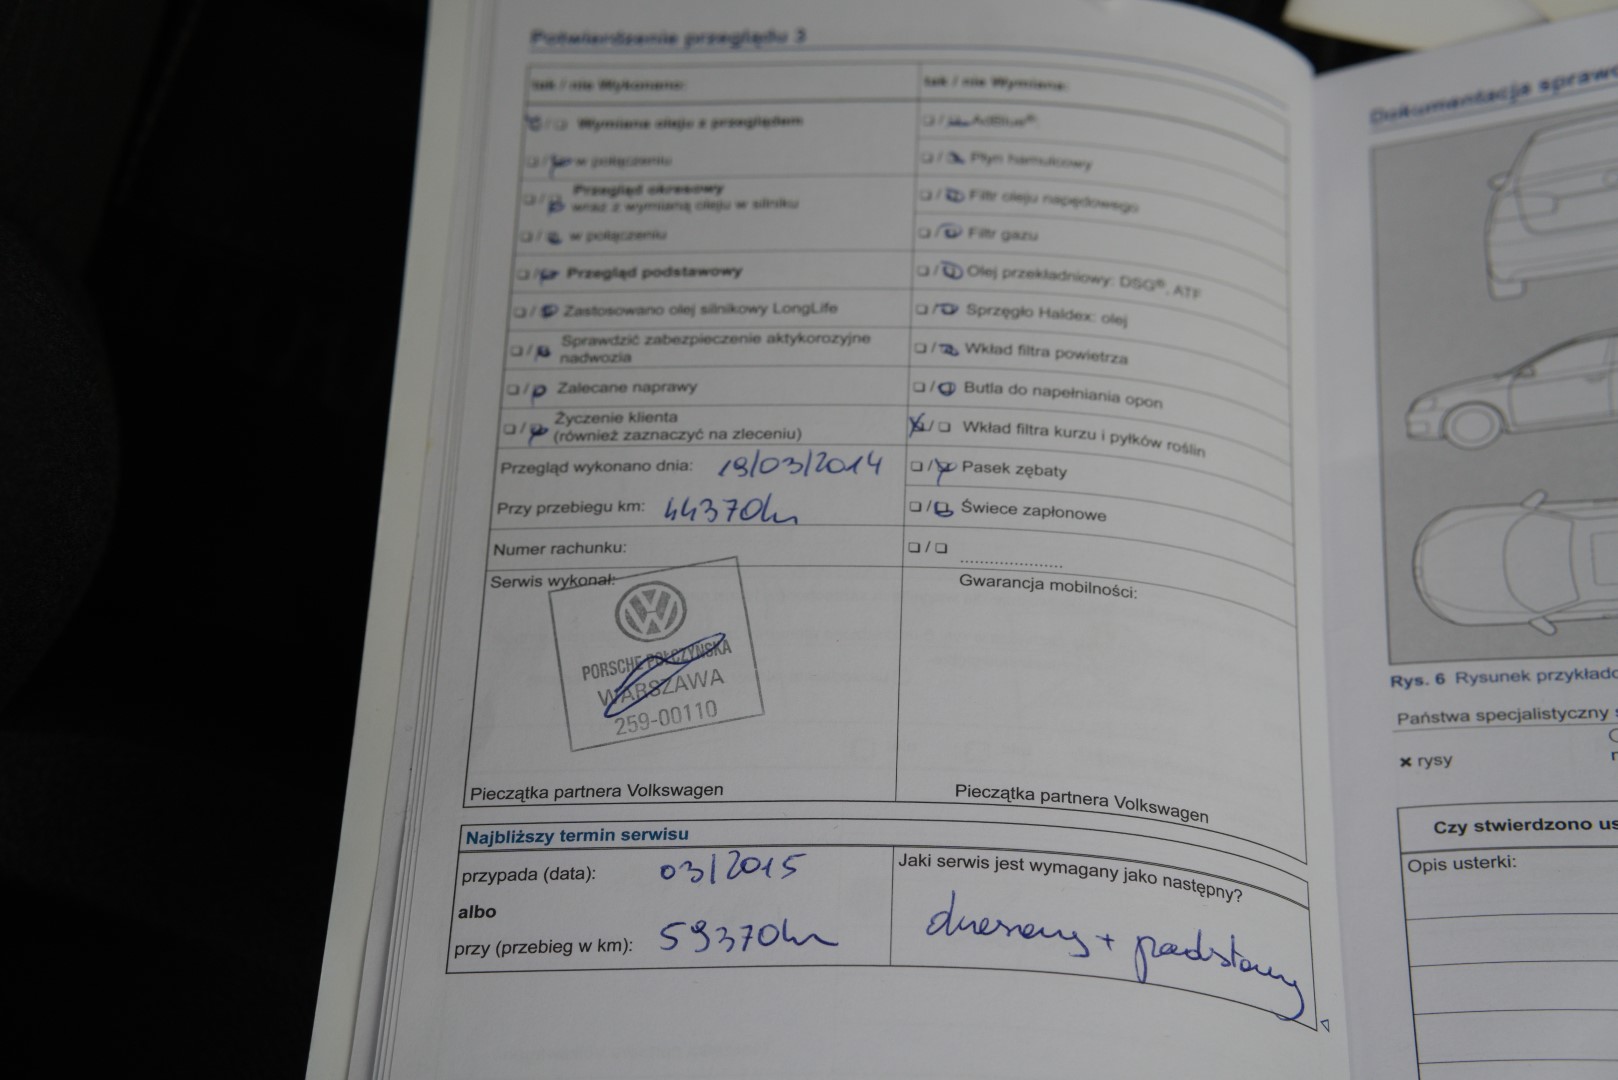 Potwierdzenie przeglądu 3
tak / nie Wykonano:
❏ / ❏ Wymiana oleju z przeglądem
❏ / ❏ w połączeniu
❏ / ❏ Przegląd okresowy
wraz z wymianą oleju w silniku
❏ / ❏ w połączeniu
❏ / ❏ Przegląd podstawowy
❏ / ❏ Zastosowano olej silnikowy LongLife
❏ / ❏ Sprawdzić zabezpieczenie aktykorozyjne
nadwozia
❏ / ❏ Zalecane naprawy
❏ / ❏ Życzenie klienta
(również zaznaczyć na zleceniu)
Przegląd wykonano dnia: 19/03/2014
Przy przebiegu km: 44370km
Numer rachunku:
Serwis wykonał:
PORSCHE POŁCZYŃSKA
WARSZAWA
259-00110
Pieczątka partnera Volkswagen
tak / nie Wymiana:
❏ / ❏ AdBlue®:
❏ / ❏ Płyn hamulcowy
❏ / ❏ Filtr oleju napędowego
❏ / ❏ Filtr gazu
❏ / ❏ Olej przekładniowy: DSG®, ATF
❏ / ❏ Sprzęgło Haldex: olej
❏ / ❏ Wkład filtra powietrza
❏ / ❏ Butla do napełniania opon
❏ / ❏ Wkład filtra kurzu i pyłków roślin
❏ / ❏ Pasek zębaty
❏ / ❏ Świece zapłonowe
❏ / ❏ ......................
Gwarancja mobilności:
Pieczątka partnera Volkswagen
Najbliższy termin serwisu
przypada (data): 03/2015
albo
przy (przebieg w km): 59370km
Jaki serwis jest wymagany jako następny?
+ podstawowy
Dokumentacja
Rys. 6 Rysunek
Państwa specjalistyczny
× rysy
Czy stwierdzono
Opis usterki: